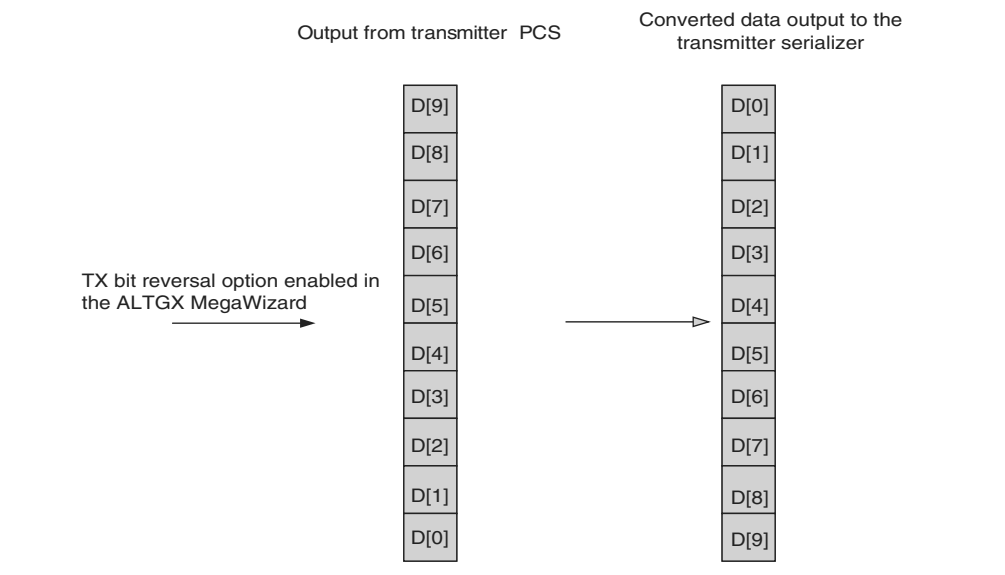 Output from transmitter PCS
Converted data output to the
transmitter serializer
TX bit reversal option enabled in
the ALTGX MegaWizard
D[9]
D[8]
D[7]
D[6]
D[5]
D[4]
D[3]
D[2]
D[1]
D[0]
D[0]
D[1]
D[2]
D[3]
D[4]
D[5]
D[6]
D[7]
D[8]
D[9]